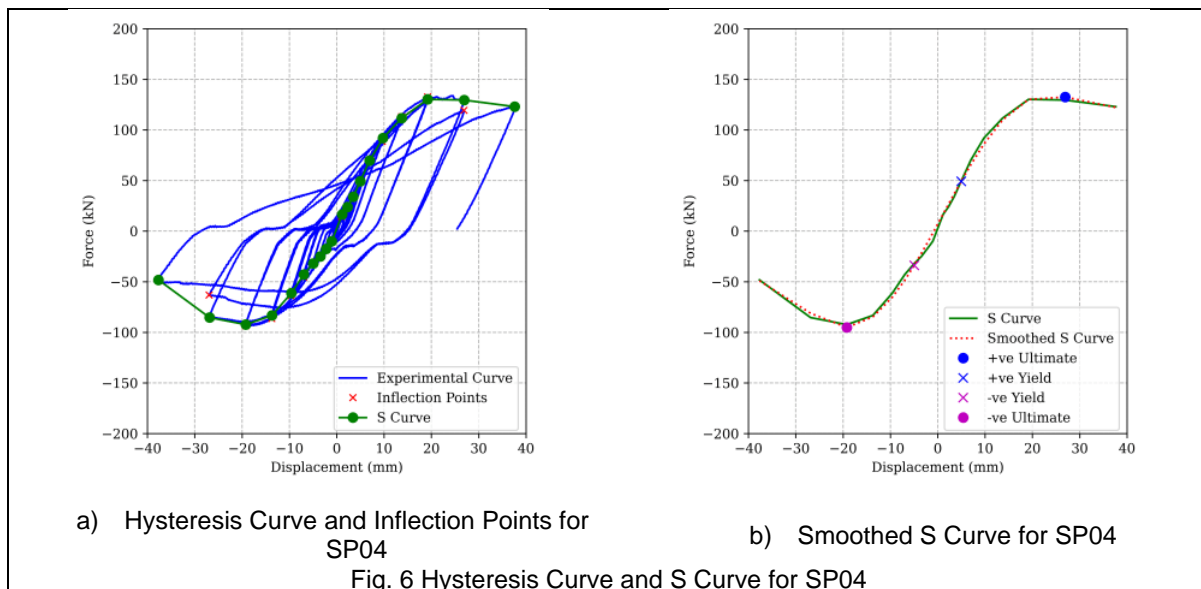 200
150
100
50
0
−50
−100
−150
−200
Force (kN)
−40 −30 −20 −10 0 10 20 30 40
Displacement (mm)
Experimental Curve
Inflection Points
S Curve
200
150
100
50
0
−50
−100
−150
−200
Force (kN)
−40 −30 −20 −10 0 10 20 30 40
Displacement (mm)
S Curve
Smoothed S Curve
+ve Ultimate
+ve Yield
-ve Yield
-ve Ultimate
a) Hysteresis Curve and Inflection Points for
SP04
b) Smoothed S Curve for SP04
Fig. 6 Hysteresis Curve and S Curve for SP04